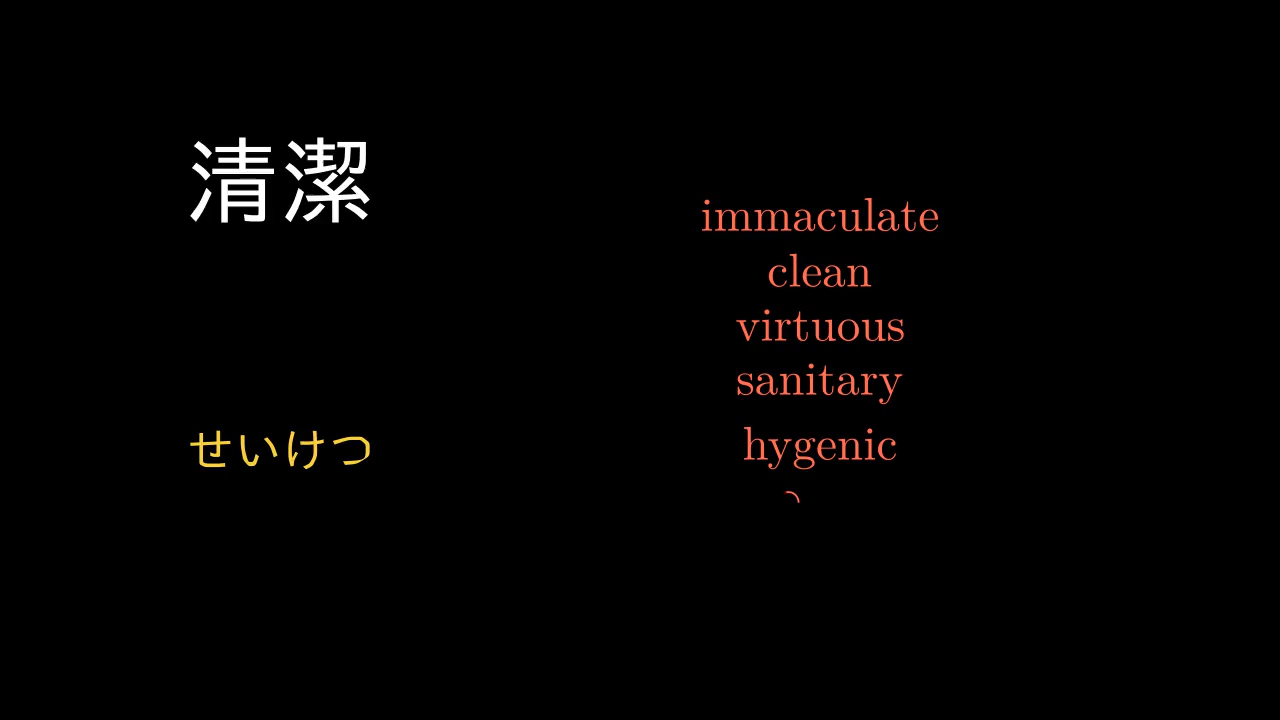 清潔
せいけつ
immaculate
clean
virtuous
sanitary
hygenic